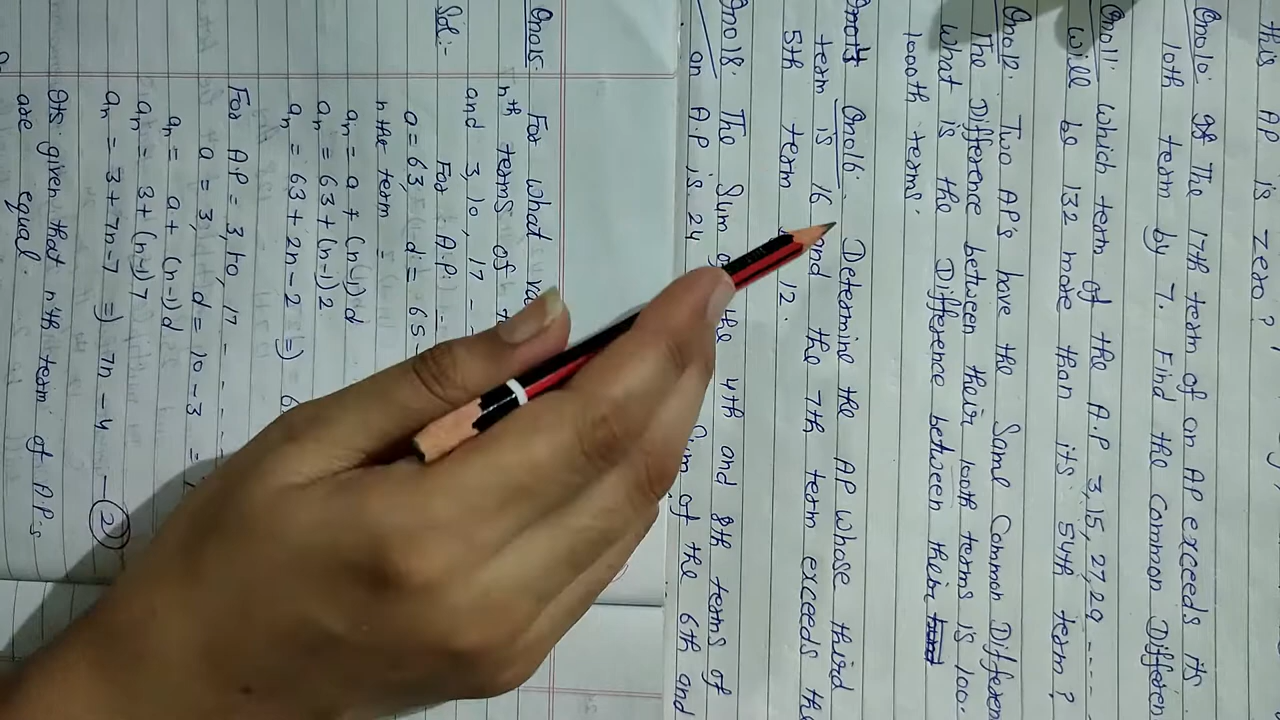 this AP is zero?
Qno10: If The 17th term of an AP exceeds its
10th term by 7. Find the Common Differen
Qno11: Which term of the A.P 3,15,27,29 ----
will be 132 more than its 54th term?
Qno12: Two AP's have the Same Common Differen
The Difference between their 100th terms is 100.
What is the Difference between their
1000th terms.
Qno16: Determine the AP whose third
term is 16 and the 7th term exceeds the
5th term 12.
Qno18: The Sum of the 4th and 8th terms of
an A.P is 24 Sum of the 6th and
Qno15- For what
nth terms of
and 3, 10, 17 - -
Sol:- For A.P:-
a = 63, d = 65-
nthe term =
an = a + (n-1)d
an = 63+(n-1)2
an = 63 + 2n - 2 =)
For AP = 3, 10, 17 - - - -
a = 3, d = 10 - 3 =
an = a + (n-1)d
an = 3+(n-1)7
an = 3+7n-7 =) 7n - 4 - 2
Its given that nth term of A.P's
are equal.